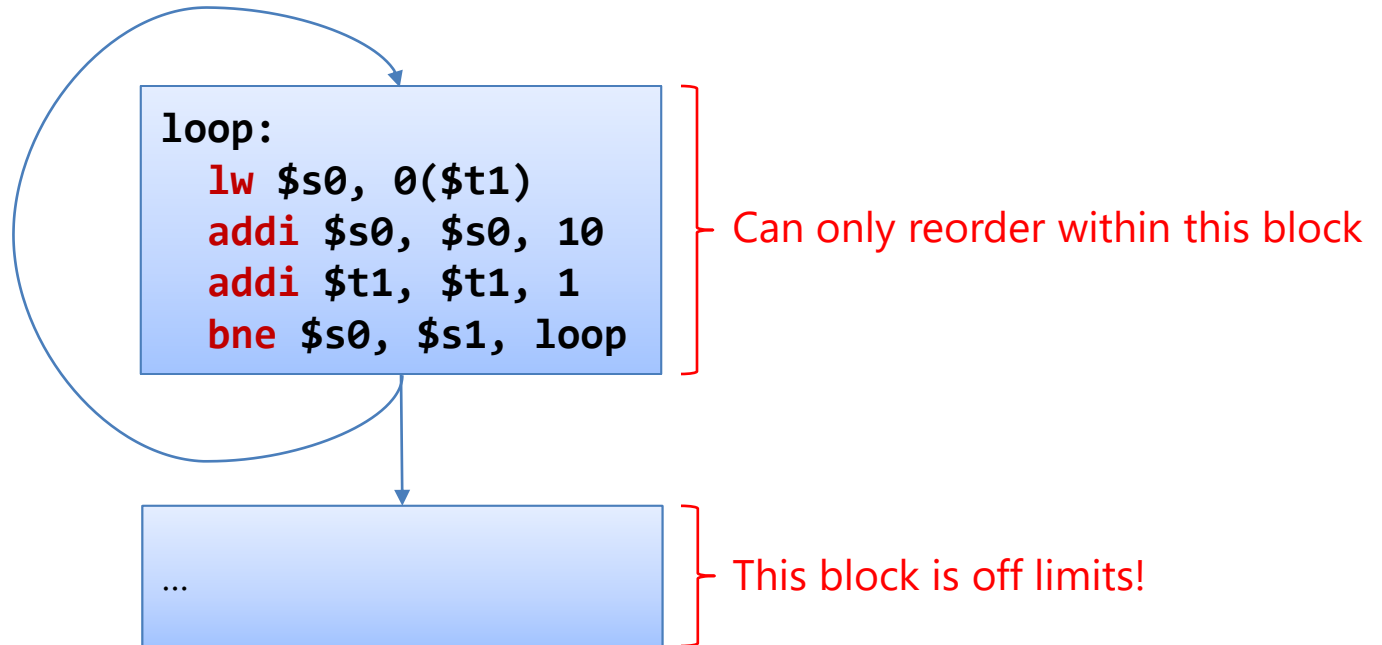 loop:
lw $s0, 0($t1)
addi $s0, $s0, 10
addi $t1, $t1, 1
bne $s0, $s1, loop
Can only reorder within this block
…
This block is off limits!